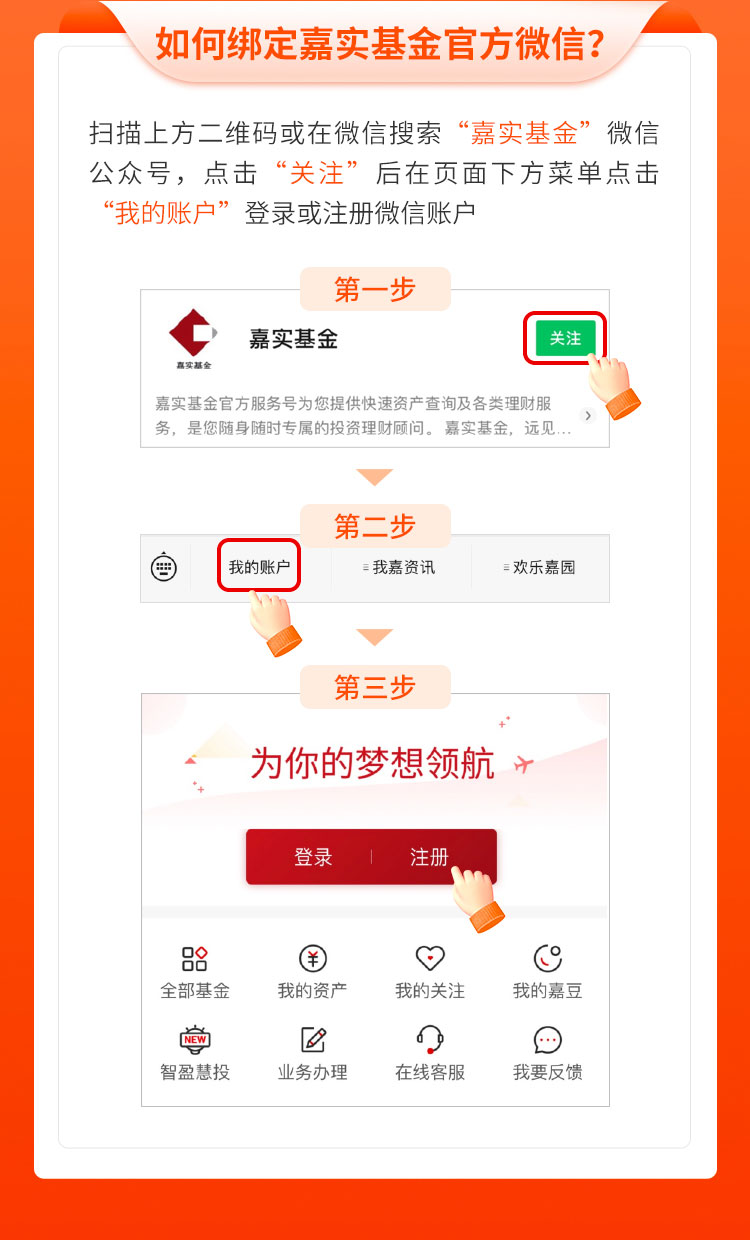 如何绑定嘉实基金官方微信？
扫描上方二维码或在微信搜索“嘉实基金”微信
公众号，点击“关注”后在页面下方菜单点击
“我的账户”登录或注册微信账户
第一步
嘉实基金
嘉实基金
关注
嘉实基金官方服务号为您提供快速资产查询及各类理财服
务，是您随身随时专属的投资理财顾问。嘉实基金，远见...
第二步
我的账户
我嘉资讯
欢乐嘉园
第三步
为你的梦想领航
登录
注册
全部基金
我的资产
我的关注
我的嘉豆
NEW
智盈慧投
业务办理
在线客服
我要反馈